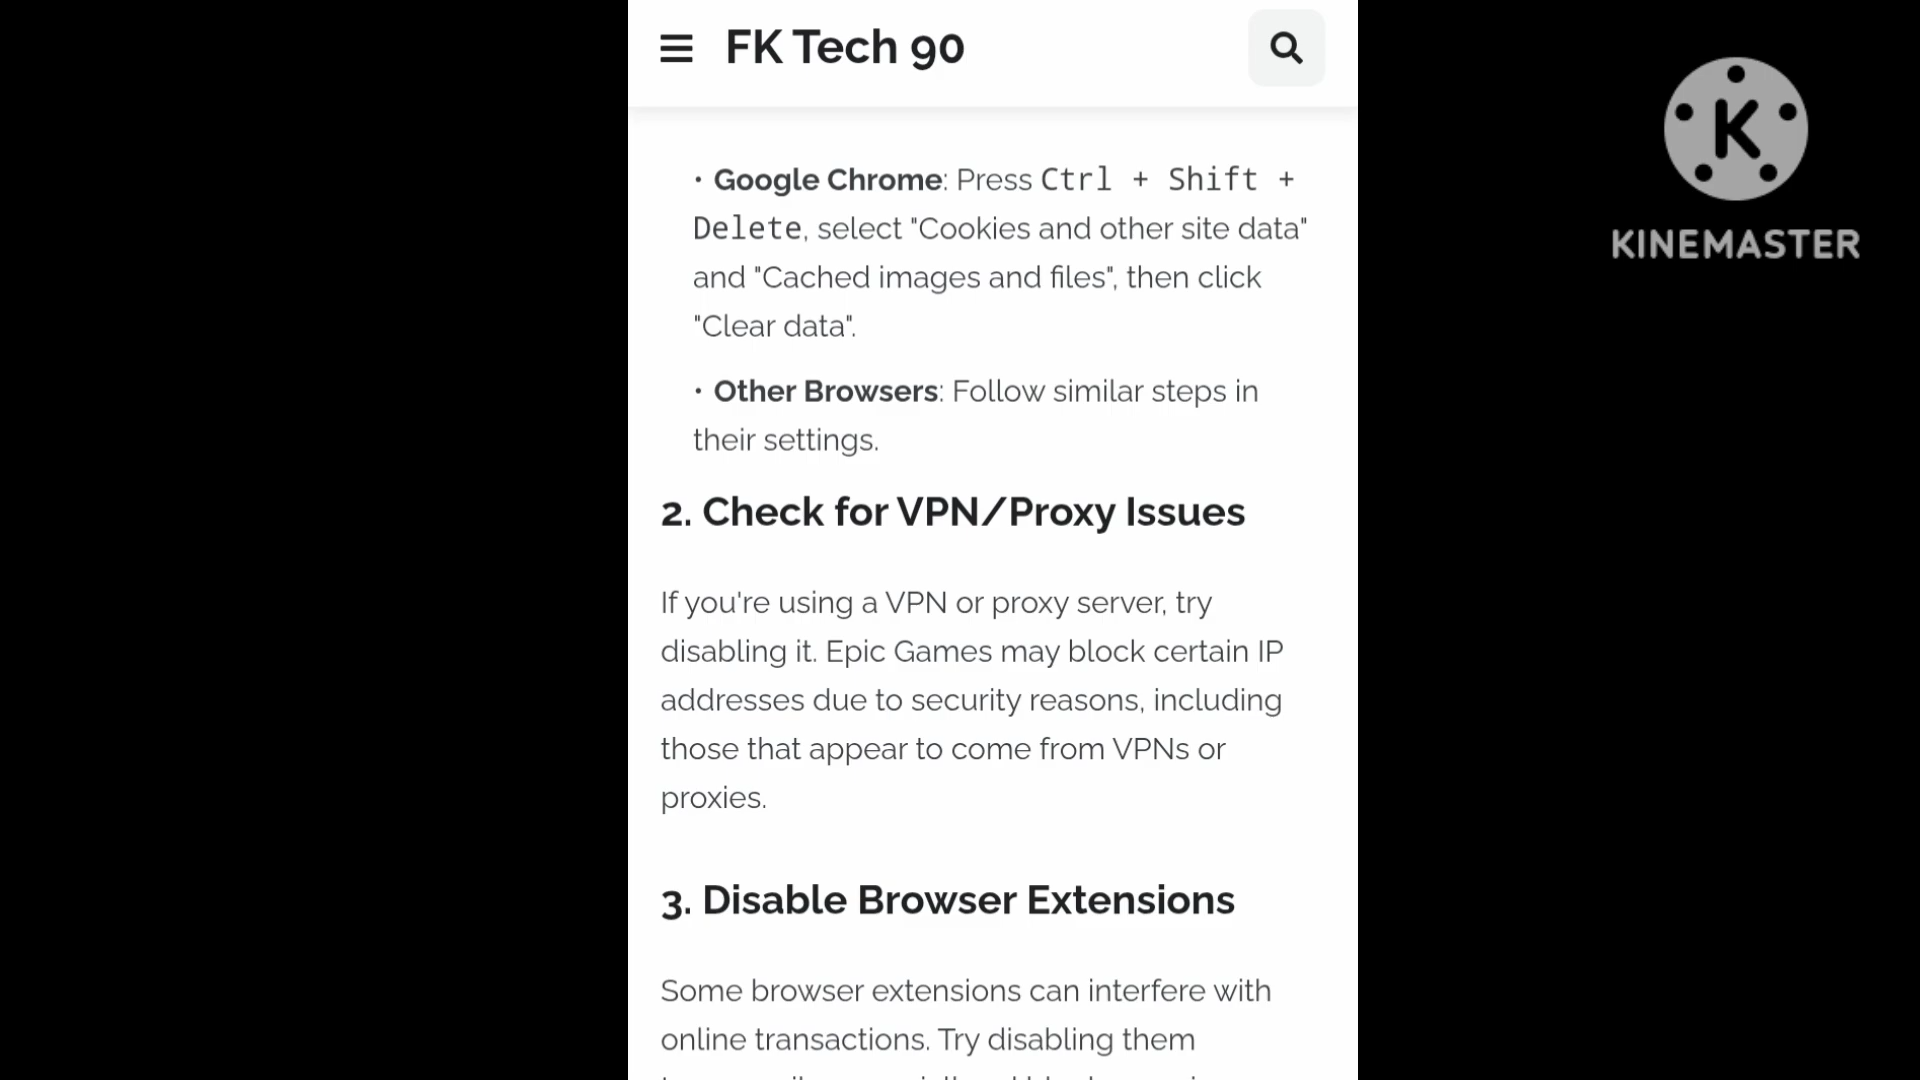 FK Tech 90
KINEMASTER
• Google Chrome: Press Ctrl + Shift +
Delete, select "Cookies and other site data"
and "Cached images and files", then click
"Clear data".
• Other Browsers: Follow similar steps in
their settings.
2. Check for VPN/Proxy Issues
If you're using a VPN or proxy server, try
disabling it. Epic Games may block certain IP
addresses due to security reasons, including
those that appear to come from VPNs or
proxies.
3. Disable Browser Extensions
Some browser extensions can interfere with
online transactions. Try disabling them